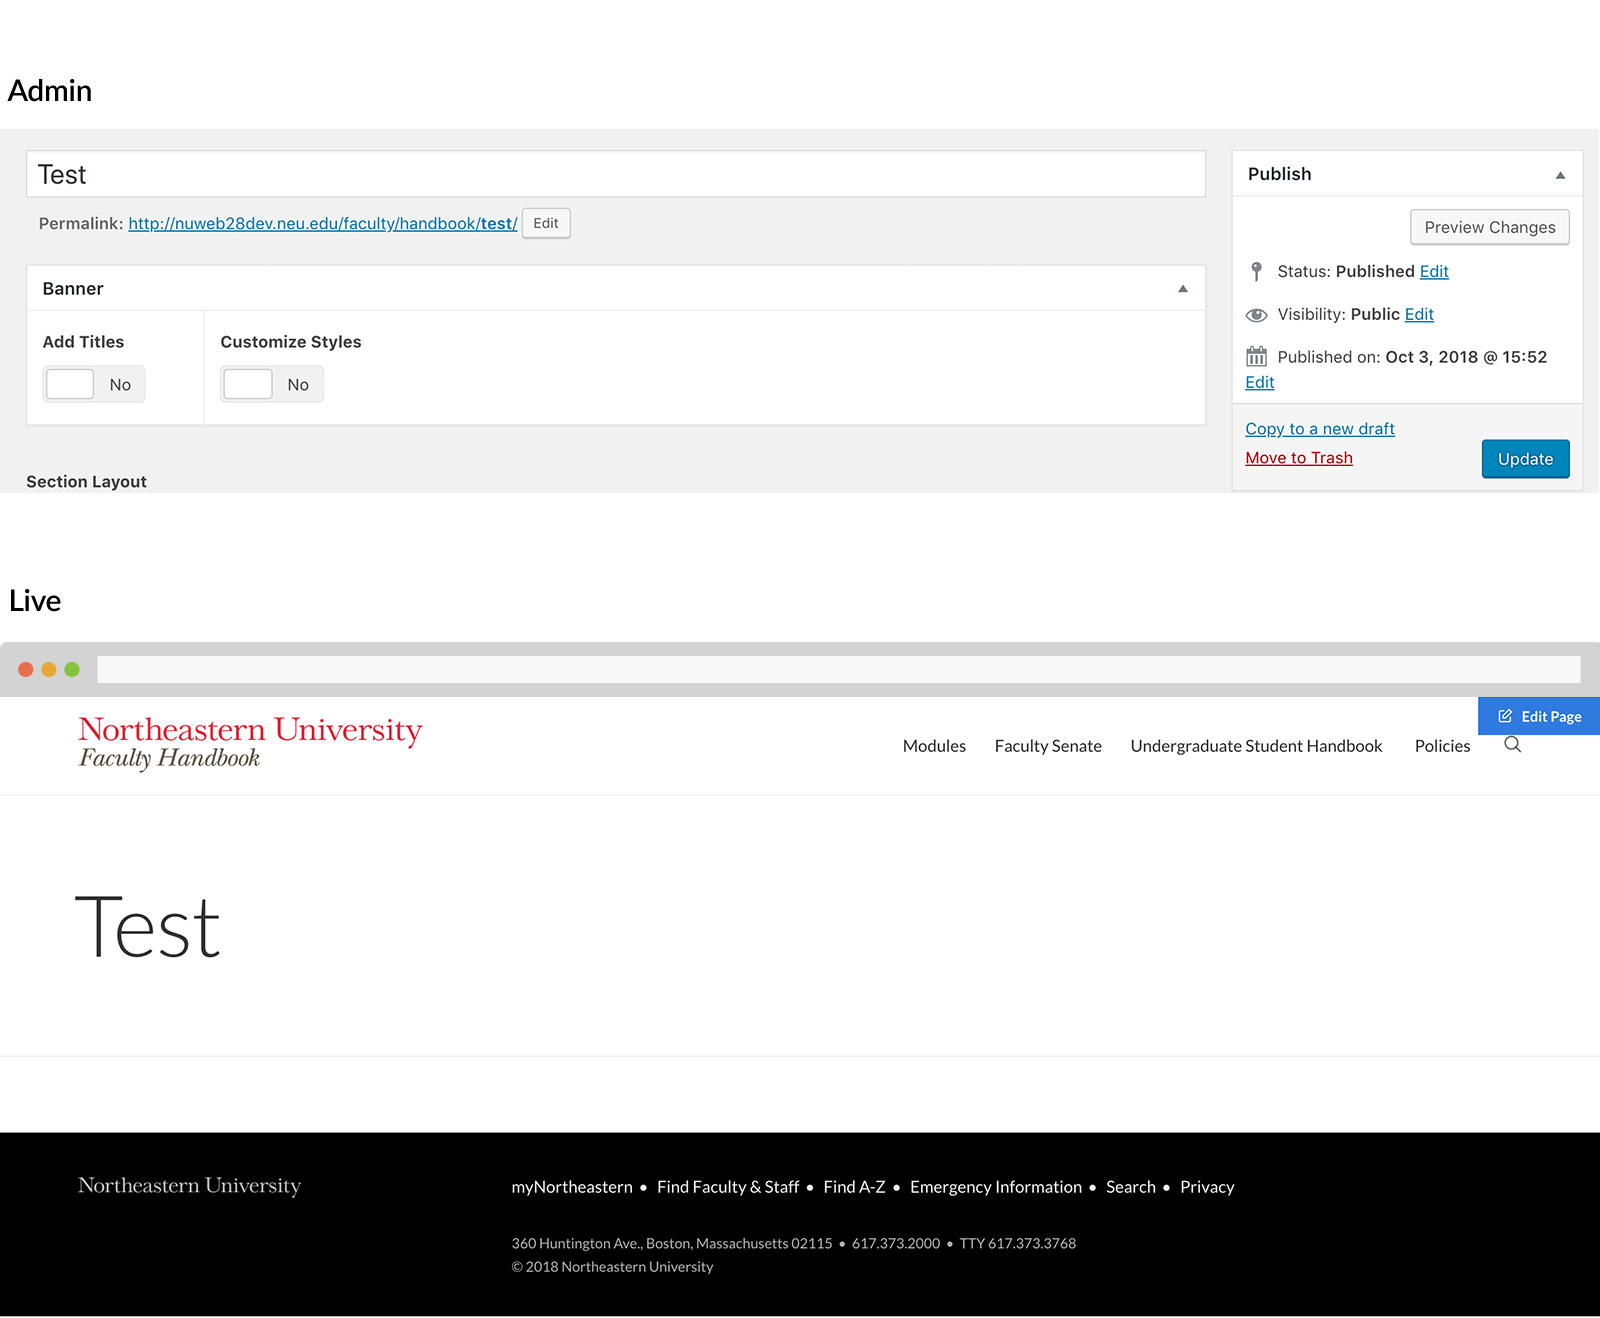 Admin
Test
Permalink: http://nuweb28dev.neu.edu/faculty/handbook/test/ Edit
Banner
Add Titles
No
Customize Styles
No
Section Layout
Publish
Preview Changes
Status: Published Edit
Visibility: Public Edit
Published on: Oct 3, 2018 @ 15:52
Edit
Copy to a new draft
Move to Trash
Update
Live
Edit Page
Northeastern University
Faculty Handbook
Modules Faculty Senate Undergraduate Student Handbook Policies
Test
Northeastern University
myNortheastern • Find Faculty & Staff • Find A-Z • Emergency Information • Search • Privacy
360 Huntington Ave., Boston, Massachusetts 02115 • 617.373.2000 • TTY 617.373.3768
© 2018 Northeastern University